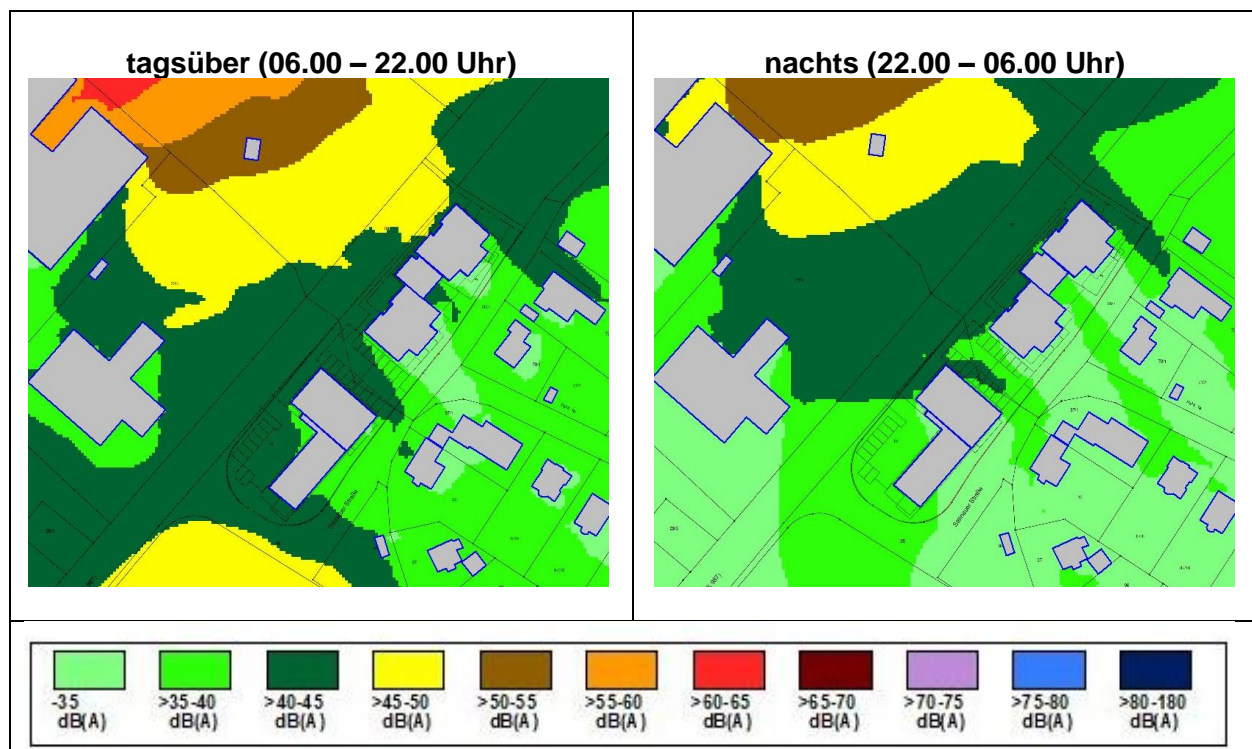 tagsüber (06.00 – 22.00 Uhr)
nachts (22.00 – 06.00 Uhr)
-35 dB(A)
>35-40 dB(A)
>40-45 dB(A)
>45-50 dB(A)
>50-55 dB(A)
>55-60 dB(A)
>60-65 dB(A)
>65-70 dB(A)
>70-75 dB(A)
>75-80 dB(A)
>80-180 dB(A)